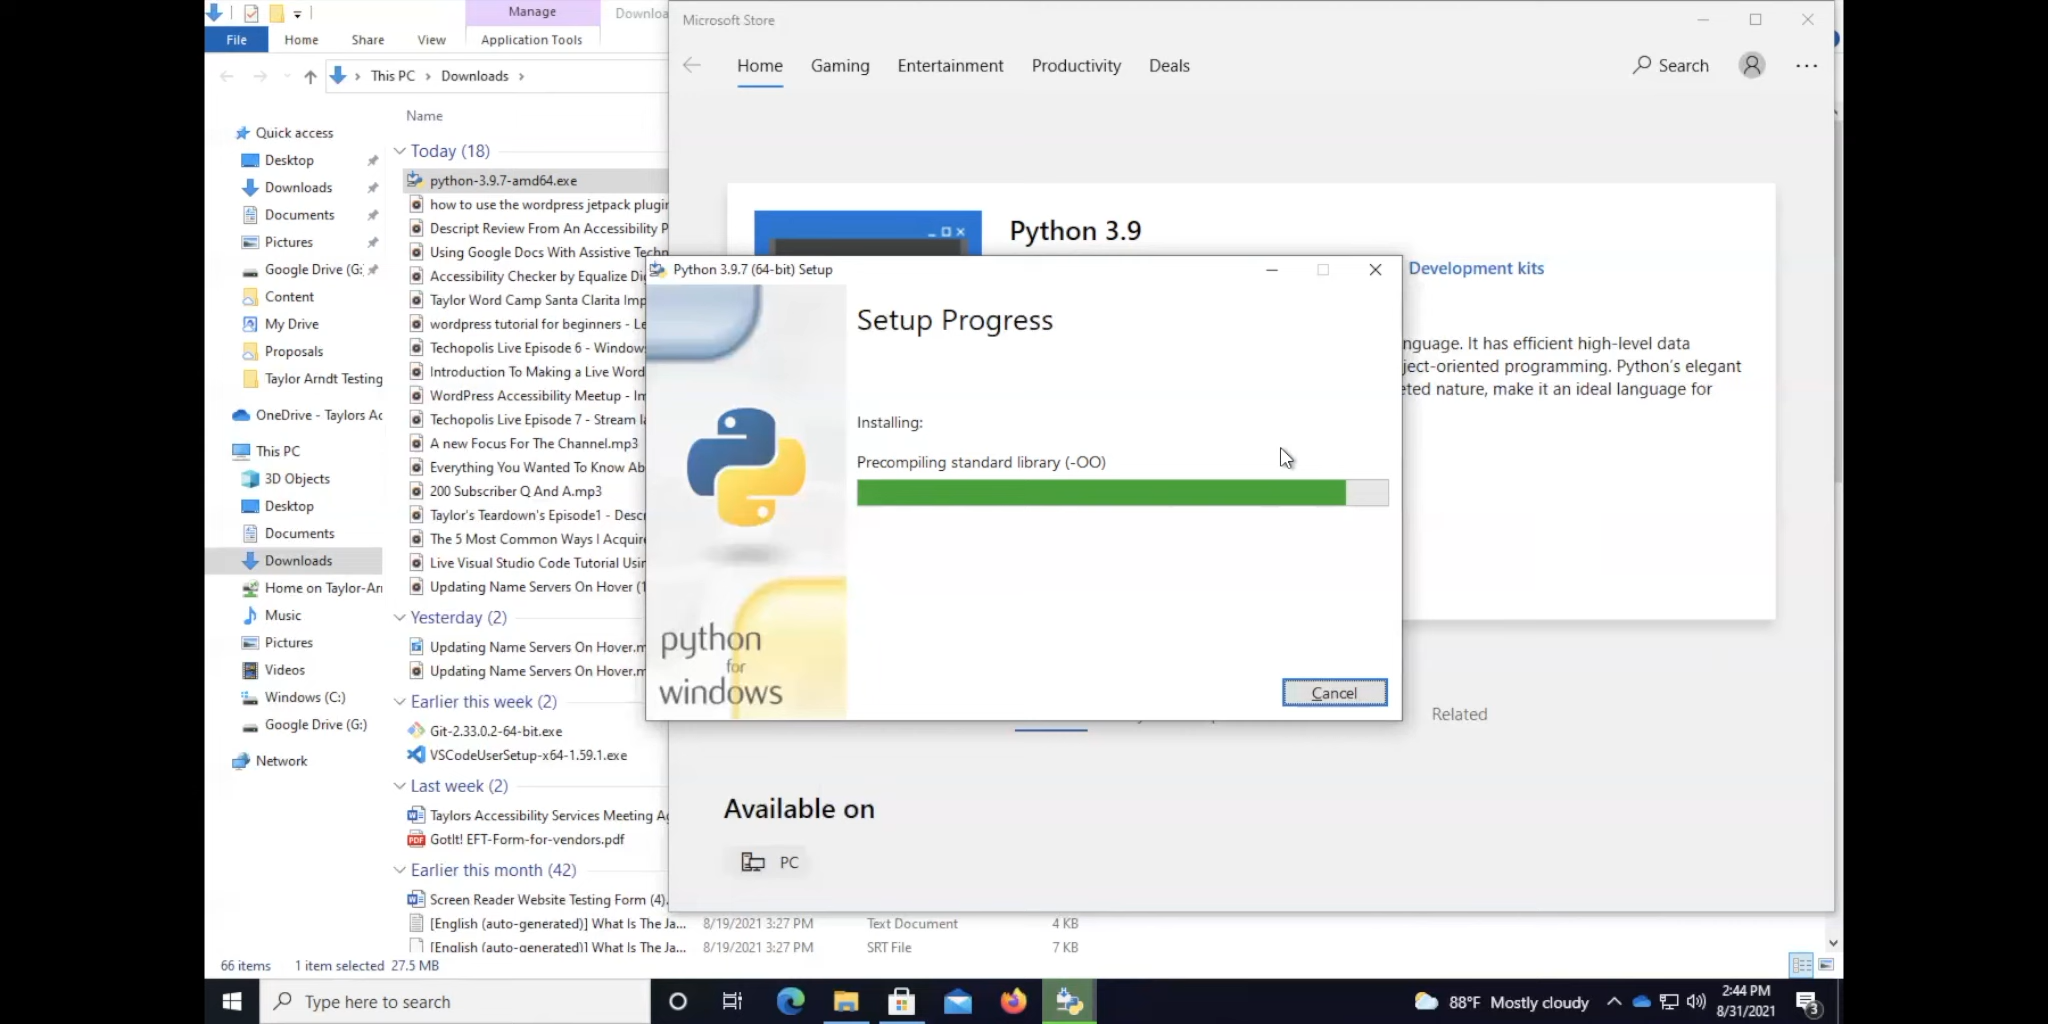 Manage
Downloa
File
Home
Share
View
Application Tools
This PC
Downloads
Name
Quick access
Desktop
Downloads
Documents
Pictures
Google Drive (G:
Content
My Drive
Proposals
Taylor Arndt Testing
OneDrive - Taylors Ac
This PC
3D Objects
Desktop
Documents
Downloads
Home on Taylor-Arn
Music
Pictures
Videos
Windows (C:)
Google Drive (G:)
Network
Today (18)
python-3.9.7-amd64.exe
how to use the wordpress jetpack plugin
Descript Review From An Accessibility P
Using Google Docs With Assistive Techn
Accessibility Checker by Equalize Di
Taylor Word Camp Santa Clarita Imp
wordpress tutorial for beginners - Le
Techopolis Live Episode 6 - Window
Introduction To Making a Live Word
WordPress Accessibility Meetup - In
Techopolis Live Episode 7 - Stream la
A new Focus For The Channel.mp3
Everything You Wanted To Know Ab
200 Subscriber Q And A.mp3
Taylor's Teardown's Episode1 - Descr
The 5 Most Common Ways I Acquire
Live Visual Studio Code Tutorial Usin
Updating Name Servers On Hover (1
Yesterday (2)
Updating Name Servers On Hover.m
Updating Name Servers On Hover.m
Earlier this week (2)
Git-2.33.0.2-64-bit.exe
VSCodeUserSetup-x64-1.59.1.exe
Last week (2)
Taylors Accessibility Services Meeting Ag
GotIt! EFT-Form-for-vendors.pdf
Earlier this month (42)
Screen Reader Website Testing Form (4).
[English (auto-generated)] What Is The Ja... 8/19/2021 3:27 PM Text Document 4 KB
[English (auto-generated)] What Is The Ja... 8/19/2021 3:27 PM SRT File 7 KB
66 items 1 item selected 27.5 MB
Microsoft Store
Home
Gaming
Entertainment
Productivity
Deals
Search
Python 3.9
Development kits
nguage. It has efficient high-level data
ject-oriented programming. Python's elegant
eted nature, make it an ideal language for
Related
Available on
PC
Python 3.9.7 (64-bit) Setup
Setup Progress
Installing:
Precompiling standard library (-OO)
python
for
windows
Cancel
Type here to search
88°F Mostly cloudy
2:44 PM
8/31/2021
3